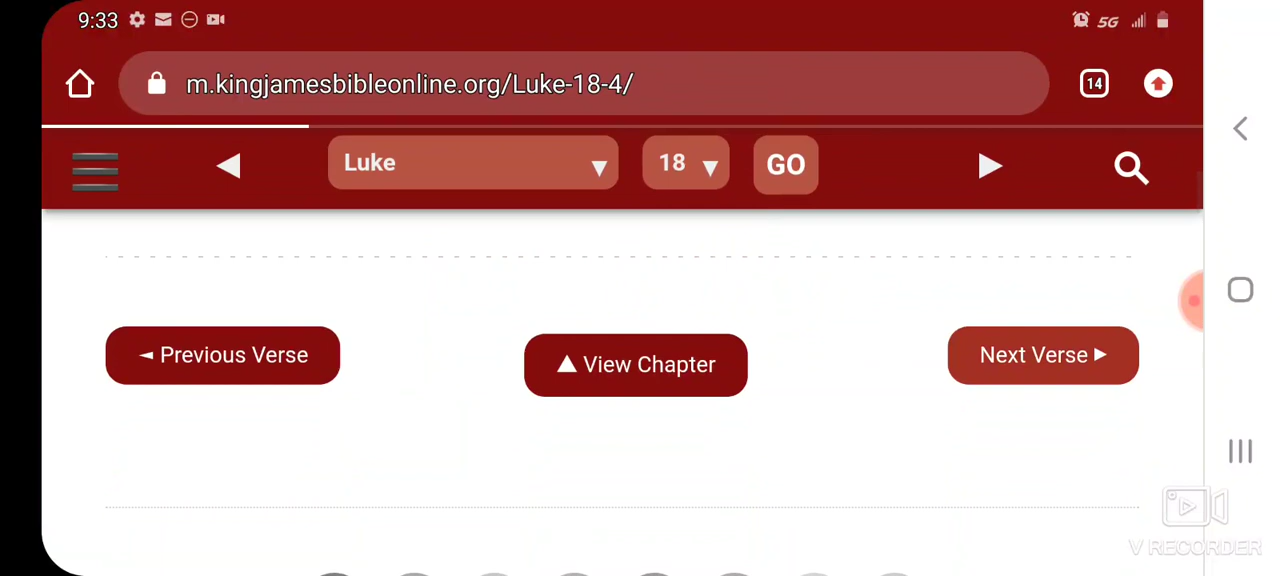 9:33 5G
m.kingjamesbibleonline.org/Luke-18-4/ 14
Luke ▼ 18 ▼ GO
◄ Previous Verse ▲ View Chapter Next Verse ►
V RECORDER